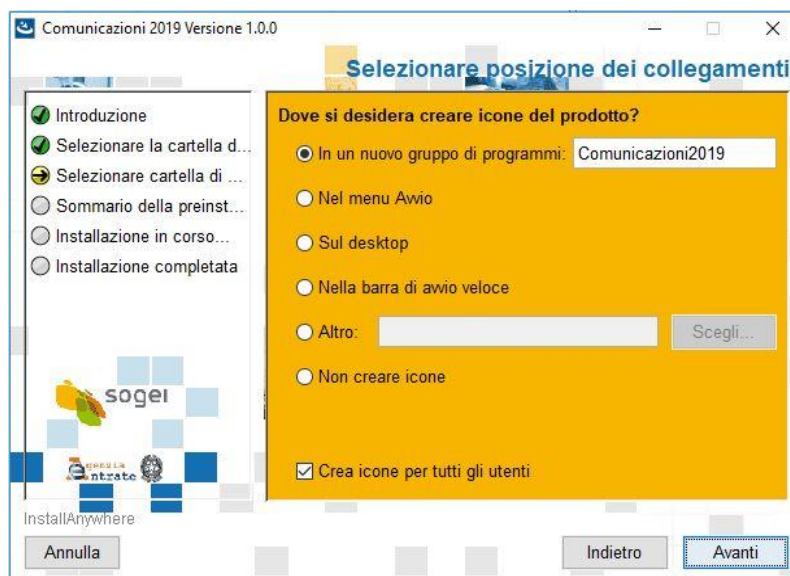 Comunicazioni 2019 Versione 1.0.0
Selezionare posizione dei collegamenti
Introduzione
Selezionare la cartella d...
Selezionare cartella di ...
Sommario della preinst...
Installazione in corso...
Installazione completata
sogei
Agenzia
Entrate
Dove si desidera creare icone del prodotto?
In un nuovo gruppo di programmi: Comunicazioni2019
Nel menu Avvio
Sul desktop
Nella barra di avvio veloce
Altro: Scegli...
Non creare icone
Crea icone per tutti gli utenti
InstallAnywhere
Annulla Indietro Avanti